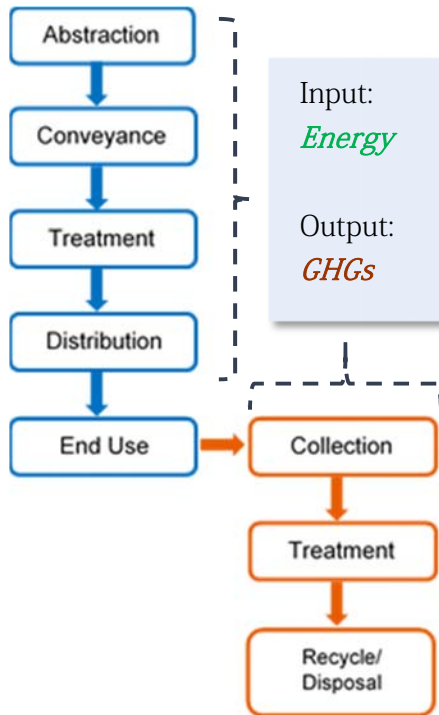 Abstraction
Conveyance
Treatment
Distribution
End Use
Input:
Energy
Output:
GHGs
Collection
Treatment
Recycle/
Disposal